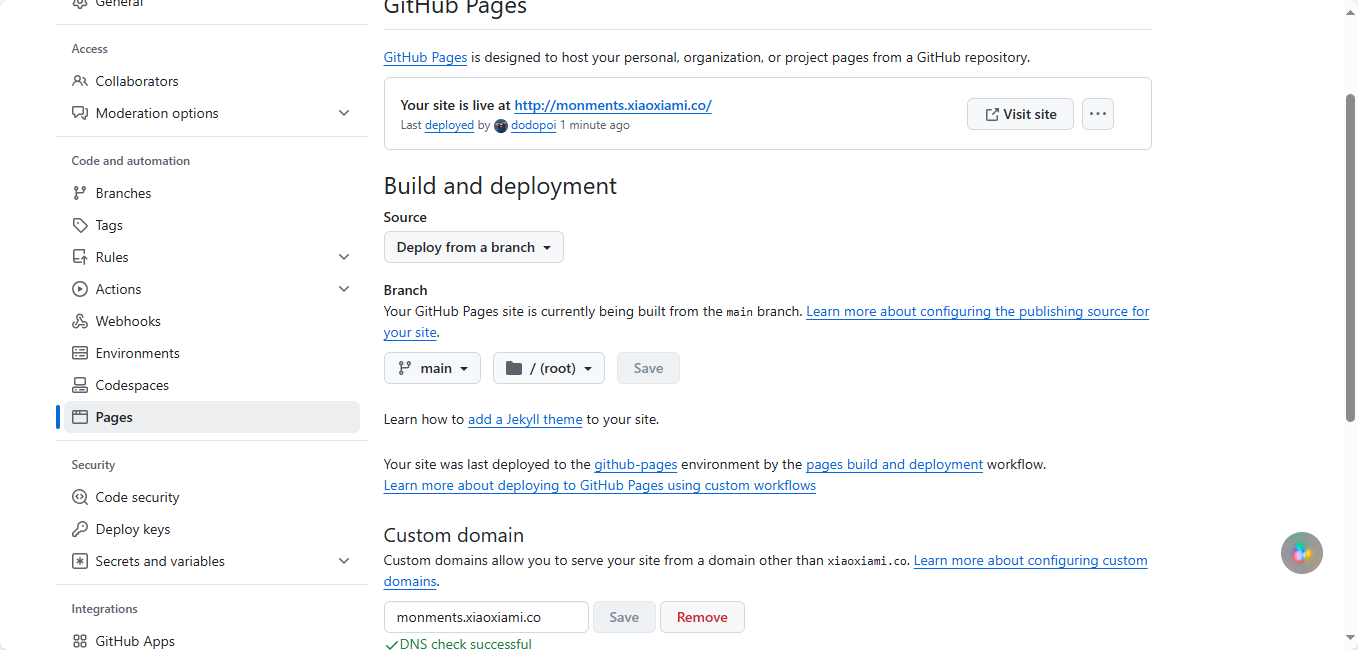 General
Access
Collaborators
Moderation options
Code and automation
Branches
Tags
Rules
Actions
Webhooks
Environments
Codespaces
Pages
Security
Code security
Deploy keys
Secrets and variables
Integrations
GitHub Apps
GitHub Pages
GitHub Pages is designed to host your personal, organization, or project pages from a GitHub repository.
Your site is live at http://monments.xiaoxiami.co/
Last deployed by dodopoi 1 minute ago
Visit site
Build and deployment
Source
Deploy from a branch
Branch
Your GitHub Pages site is currently being built from the main branch. Learn more about configuring the publishing source for
your site.
main
/ (root)
Save
Learn how to add a Jekyll theme to your site.
Your site was last deployed to the github-pages environment by the pages build and deployment workflow.
Learn more about deploying to GitHub Pages using custom workflows
Custom domain
Custom domains allow you to serve your site from a domain other than xiaoxiami.co. Learn more about configuring custom
domains.
monments.xiaoxiami.co
Save
Remove
DNS check successful